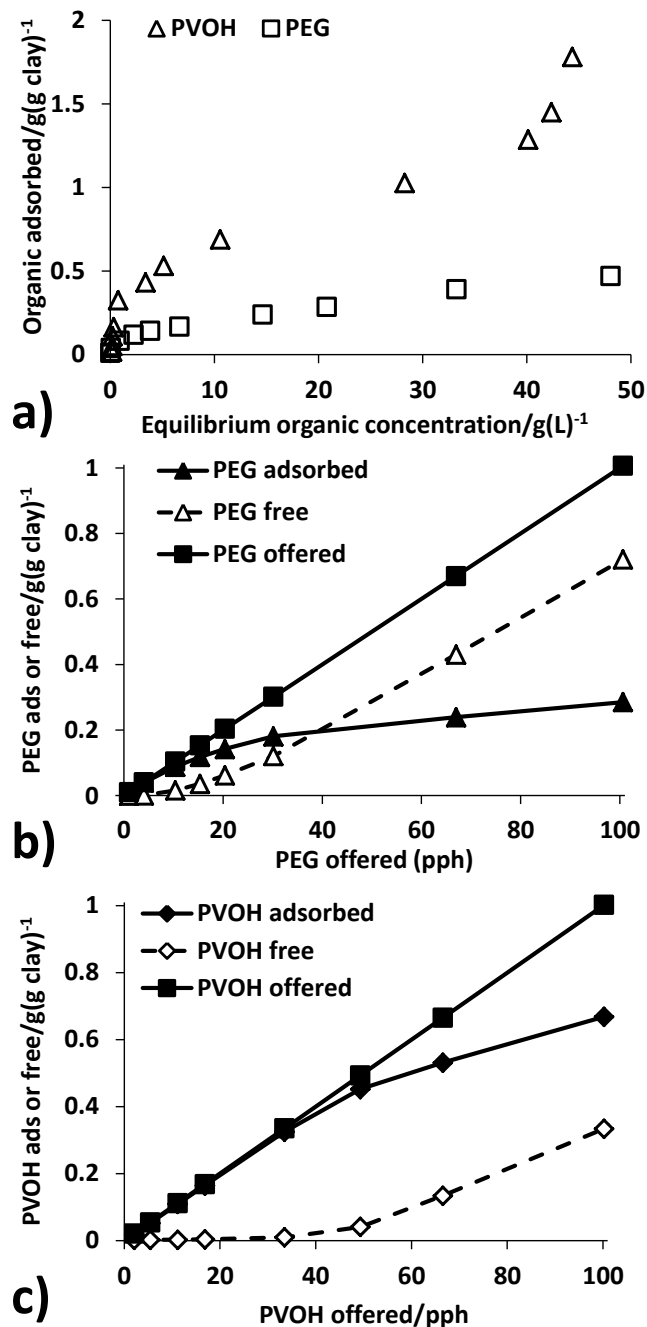 PVOH PEG
Organic adsorbed/g(g clay)-1
2
1.5
1
0.5
0
0 10 20 30 40 50
Equilibrium organic concentration/g(L)-1
a)
PEG adsorbed
PEG free
PEG offered
PEG ads or free/g(g clay)-1
1
0.8
0.6
0.4
0.2
0
0 20 40 60 80 100
PEG offered (pph)
b)
PVOH adsorbed
PVOH free
PVOH offered
PVOH ads or free/g(g clay)-1
1
0.8
0.6
0.4
0.2
0
0 20 40 60 80 100
PVOH offered/pph
c)